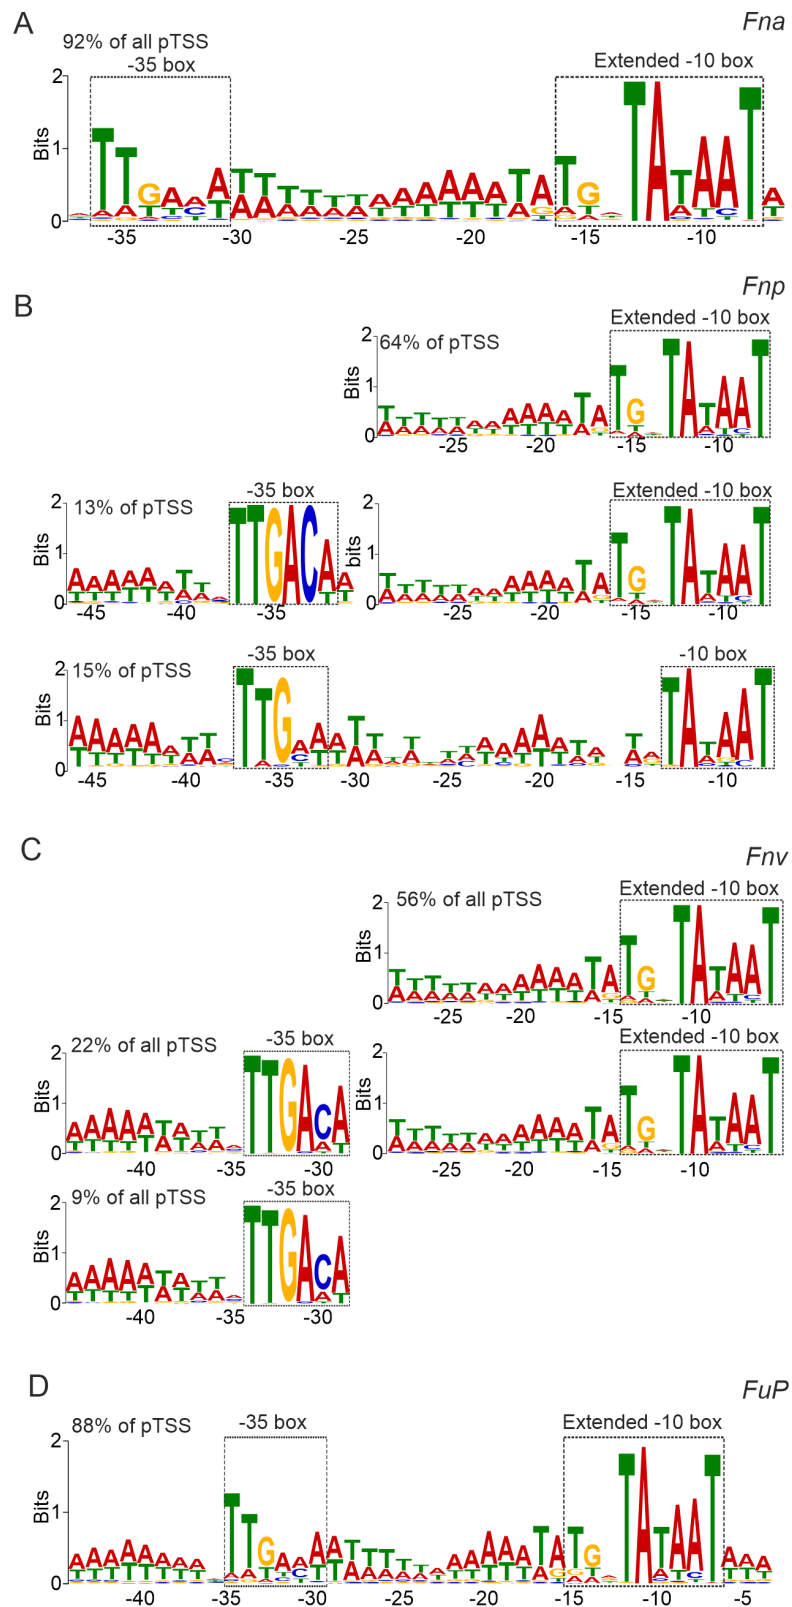 A
Fna
92% of all pTSS
-35 box
Extended -10 box
2
Bits
1
0
-35 -30 -25 -20 -15 -10
B
Fnp
Extended -10 box
64% of pTSS
2
Bits
1
0
-25 -20 -15 -10
-35 box
Extended -10 box
13% of pTSS
2
Bits
1
0
-45 -40 -35
2
bits
1
0
-25 -20 -15 -10
-35 box
-10 box
15% of pTSS
2
Bits
1
0
-45 -40 -35 -30 -25 -20 -15 -10
C
Fnv
Extended -10 box
56% of all pTSS
2
Bits
1
0
-25 -20 -10
-35 box
Extended -10 box
22% of all pTSS
2
Bits
1
0
-40 -35 -30
2
Bits
1
0
-25 -20 -10
-35 box
9% of all pTSS
2
Bits
1
0
-40 -35 -30
D
FuP
88% of pTSS
-35 box
Extended -10 box
2
Bits
1
0
-40 -35 -30 -25 -20 -15 -10 -5